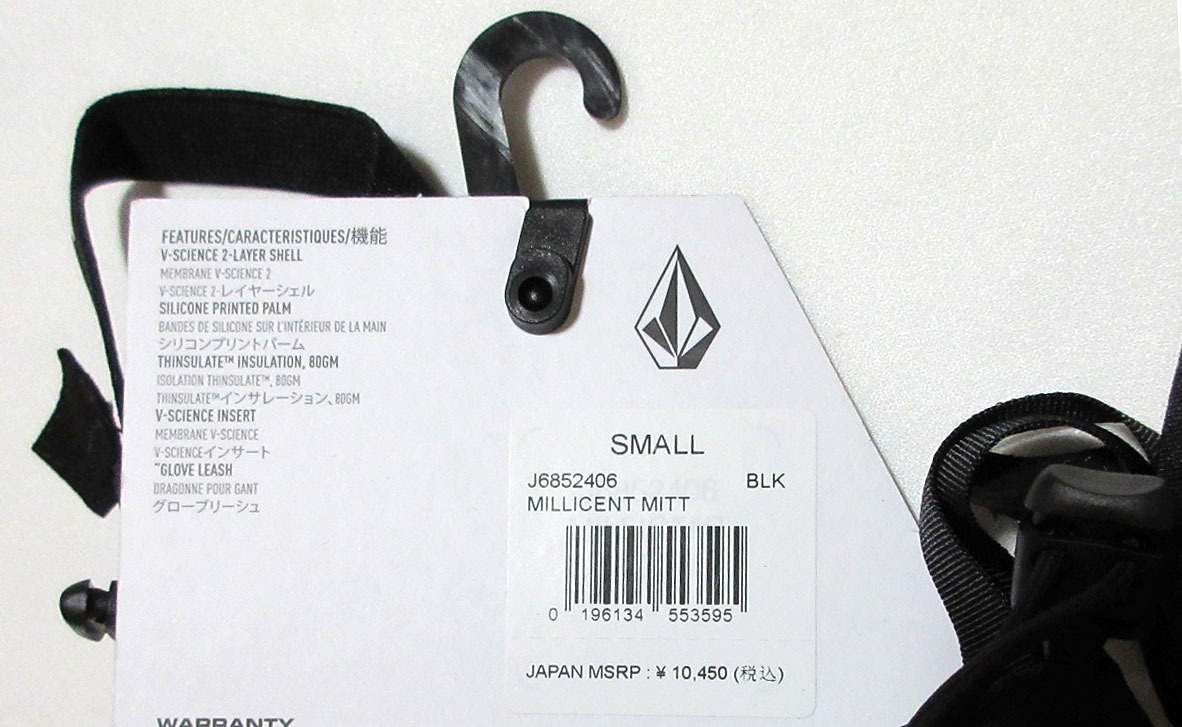 FEATURES/CARACTERISTIQUES/機能
V-SCIENCE 2-LAYER SHELL
MEMBRANE V-SCIENCE 2
V-SCIENCE 2-レイヤーシェル
SILICONE PRINTED PALM
BANDES DE SILICONE SUR L'INTÉRIEUR DE LA MAIN
シリコンプリントパーム
THINSULATE™ INSULATION, 80GM
ISOLATION THINSULATE™, 80GM
THINSULATE™インサレーション、80GM
V-SCIENCE INSERT
MEMBRANE V-SCIENCE
V-SCIENCEインサート
"GLOVE LEASH
DRAGONNE POUR GANT
グローブリーシュ
WARRANTY
SMALL
J6852406 BLK
MILLICENT MITT
0 196134 553595
JAPAN MSRP : ¥ 10,450 (税込)